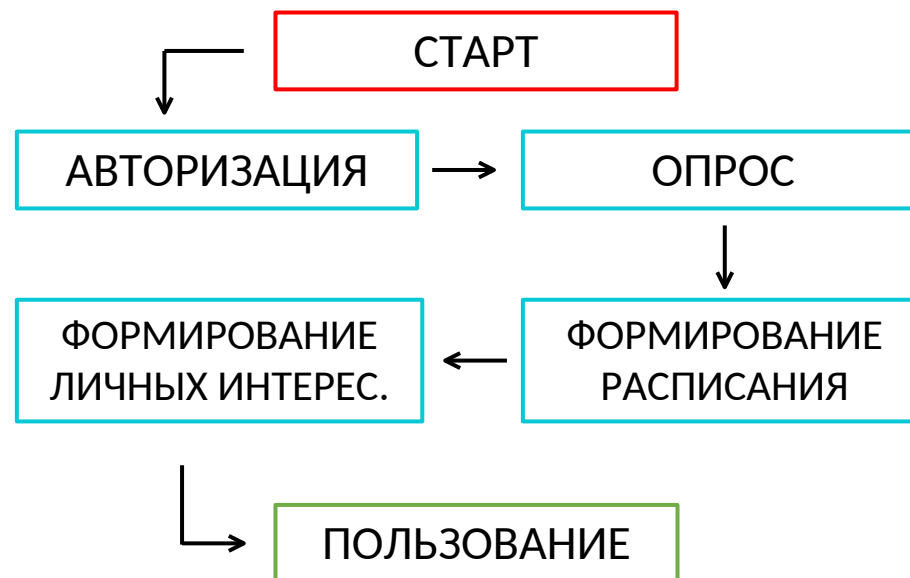 СТАРТ
АВТОРИЗАЦИЯ
ОПРОС
ФОРМИРОВАНИЕ
РАСПИСАНИЯ
ФОРМИРОВАНИЕ
ЛИЧНЫХ ИНТЕРЕС.
ПОЛЬЗОВАНИЕ